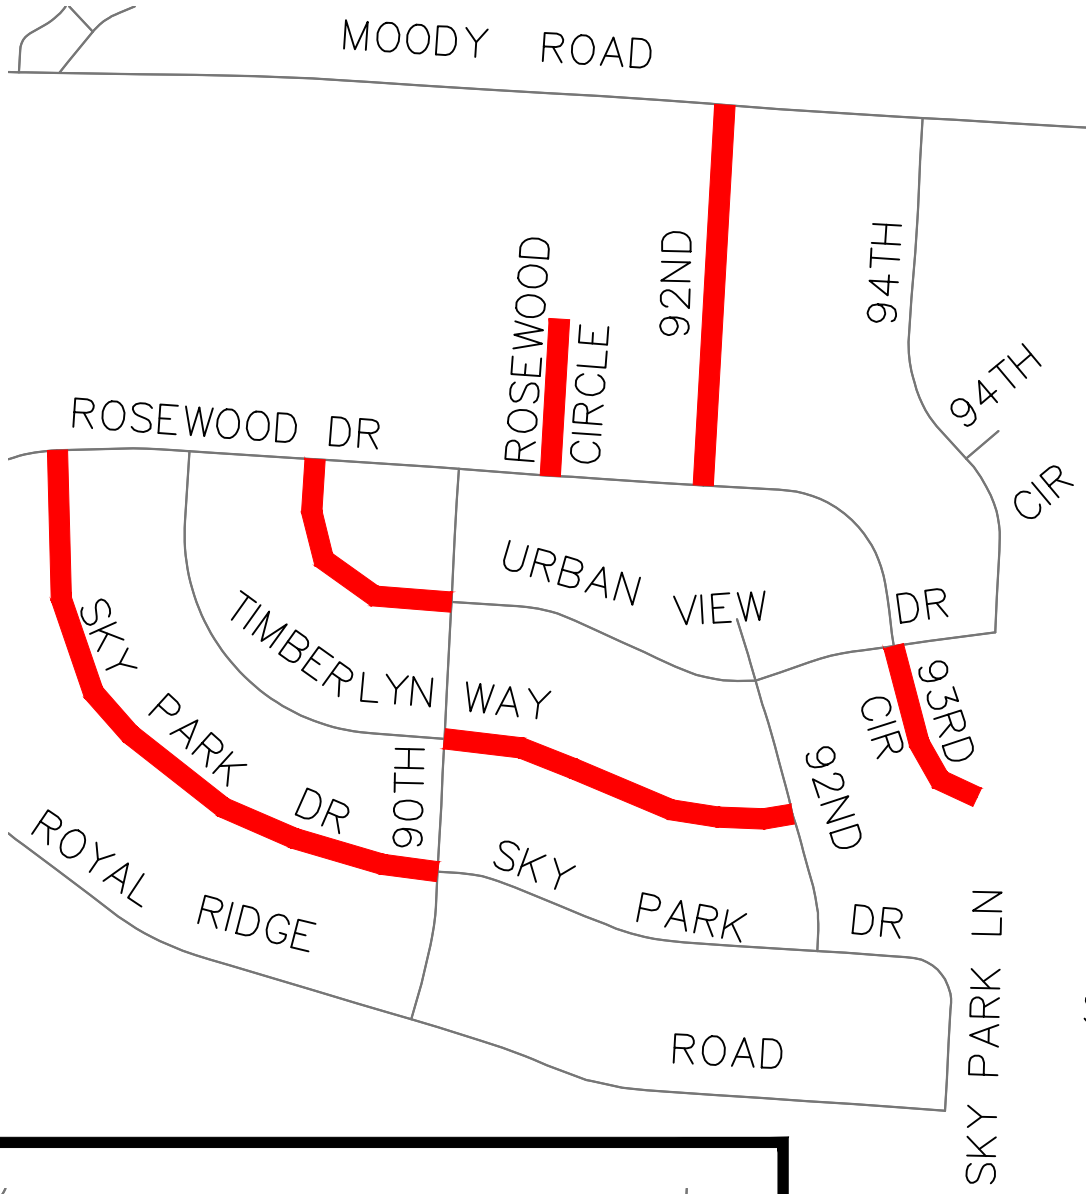 MOODY ROAD
92ND
94TH
ROSEWOOD
CIRCLE
94TH
CIR
ROSEWOOD DR
URBAN VIEW DR
TIMBERLYN WAY
93RD
CIR
SKY PARK DR
90TH
92ND
SKY PARK DR
ROYAL RIDGE ROAD
SKY PARK LN